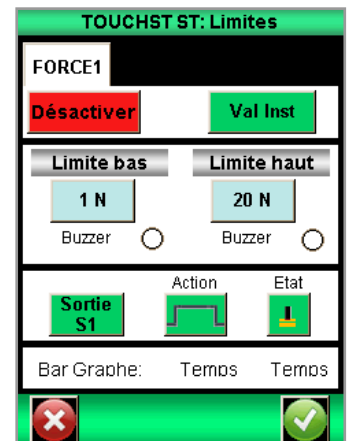 TOUCHST ST: Limites
FORCE1
Désactiver Val Inst
Limite bas Limite haut
1 N 20 N
Buzzer Buzzer
Action Etat
Sortie
S1
Bar Graphe: Temps Temps